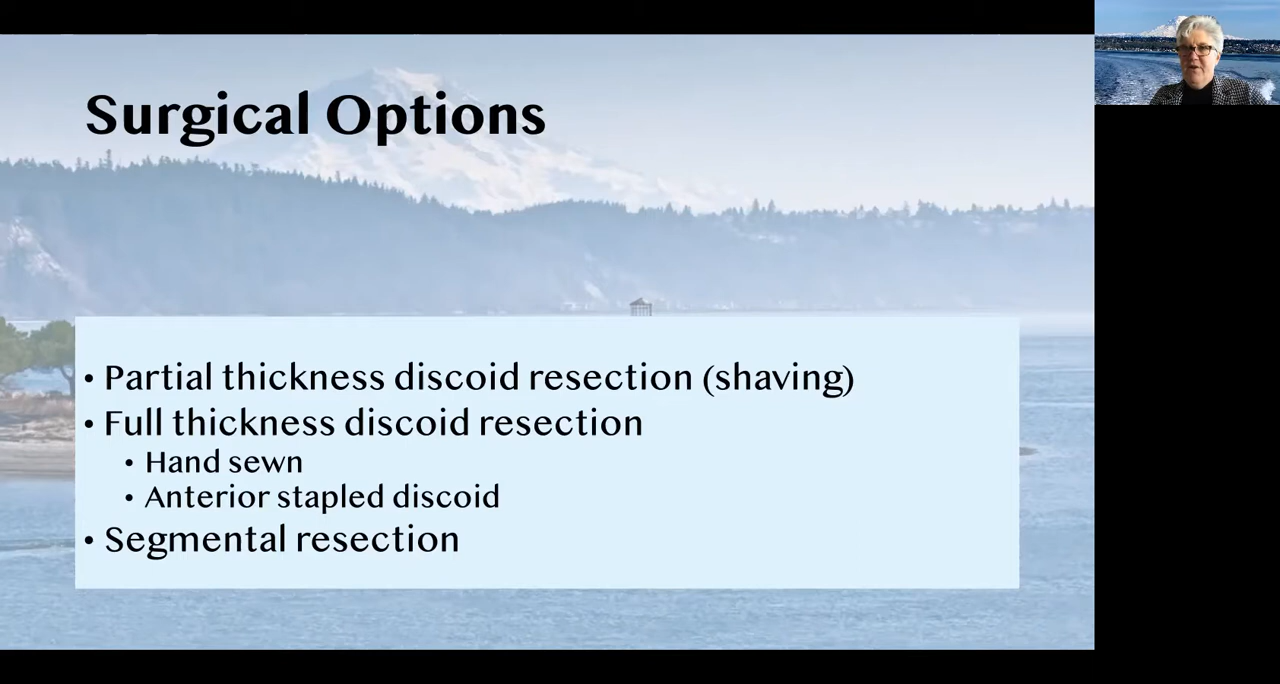 Surgical Options
• Partial thickness discoid resection (shaving)
• Full thickness discoid resection
• Hand sewn
• Anterior stapled discoid
• Segmental resection